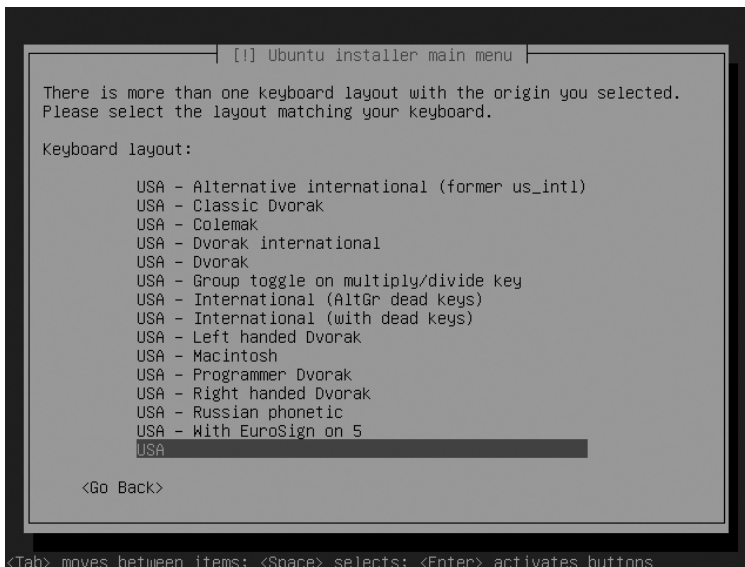 [!] Ubuntu installer main menu
There is more than one keyboard layout with the origin you selected.
Please select the layout matching your keyboard.
Keyboard layout:
USA - Alternative international (former us_intl)
USA - Classic Dvorak
USA - Colemak
USA - Dvorak international
USA - Dvorak
USA - Group toggle on multiply/divide key
USA - International (AltGr dead keys)
USA - International (with dead keys)
USA - Left handed Dvorak
USA - Macintosh
USA - Programmer Dvorak
USA - Right handed Dvorak
USA - Russian phonetic
USA - With EuroSign on 5
USA
<Go Back>
<Tab> moves between items; <Space> selects; <Enter> activates buttons